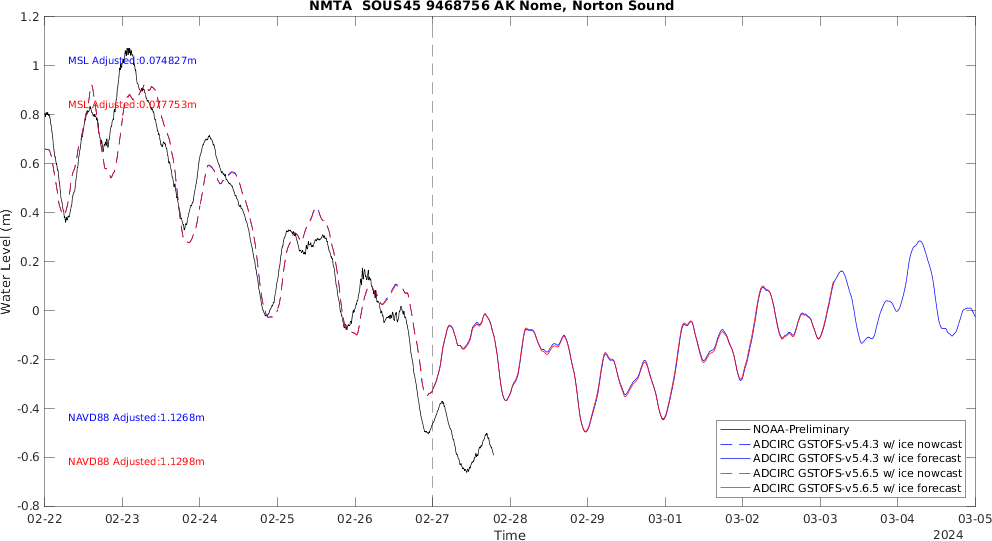 NMTA  SOUS45 9468756 AK Nome, Norton Sound
1.2
1
0.8
0.6
0.4
0.2
0
-0.2
-0.4
-0.6
-0.8
Water Level (m)
MSL Adjusted:0.074827m
MSL Adjusted:0.077753m
NAVD88 Adjusted:1.1268m
NAVD88 Adjusted:1.1298m
NOAA-Preliminary
ADCIRC GSTOFS-v5.4.3 w/ ice nowcast
ADCIRC GSTOFS-v5.4.3 w/ ice forecast
ADCIRC GSTOFS-v5.6.5 w/ ice nowcast
ADCIRC GSTOFS-v5.6.5 w/ ice forecast
02-22 02-23 02-24 02-25 02-26 02-27 02-28 02-29 03-01 03-02 03-03 03-04 03-05
Time
2024